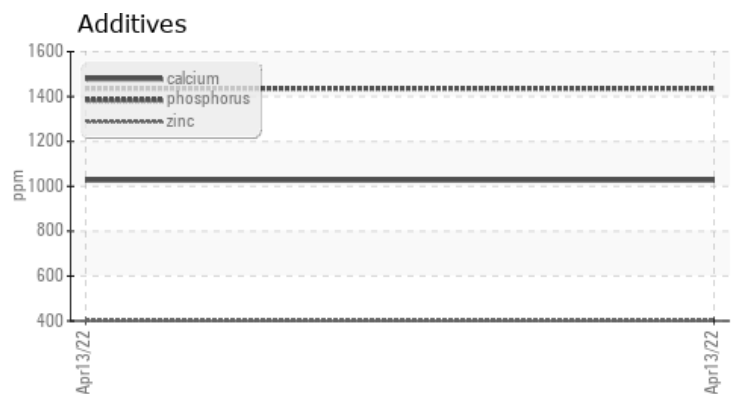 Additives
1600
1400
1200
1000
800
600
400
ppm
calcium
phosphorus
zinc
Apr13/22
Apr13/22